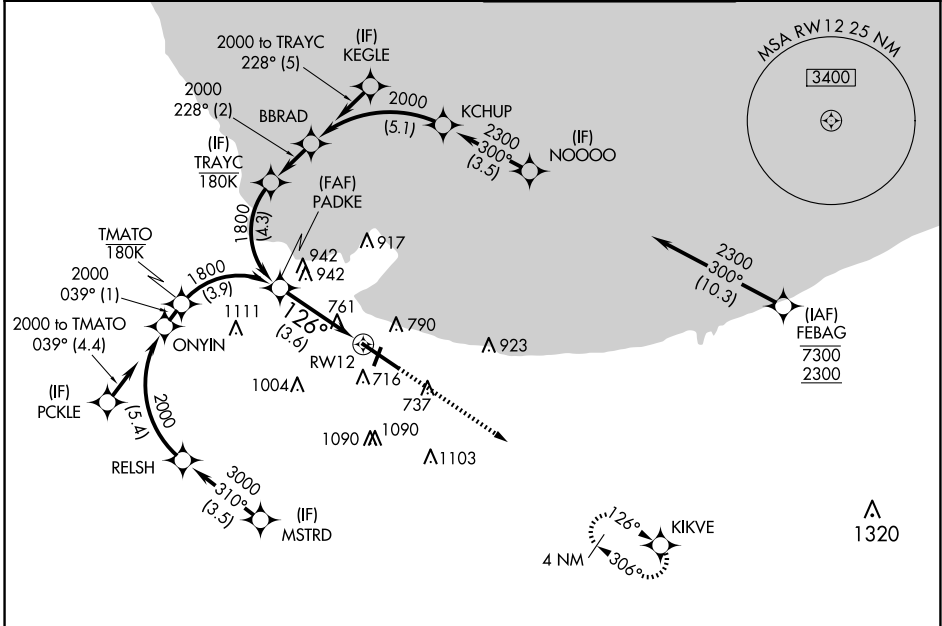 MSA RW12 25 NM
3400
(IF)
KEGLE
2000 to TRAYC
228° (5)
2000
228° (2)
BBRAD
2000
(5.1)
KCHUP
2300
300°
(3.5)
(IF)
NOOOO
(IF)
TRAYC
180K
(FAF)
PADKE
1800
(4.3)
942
942
917
TMATO
180K
2000
039° (1)
1800
(3.9)
2000 to TMATO
039° (4.4)
ONYIN
1111
126°
(3.6)
761
790
923
RW12
716
737
1004
1090
1090
1103
2300
300°
(10.3)
(IAF)
FEBAG
7300
2300
(IF)
PCKLE
2000
(5.4)
RELSH
3000
310°
(3.5)
(IF)
MSTRD
126°
306°
4 NM
KIKVE
1320